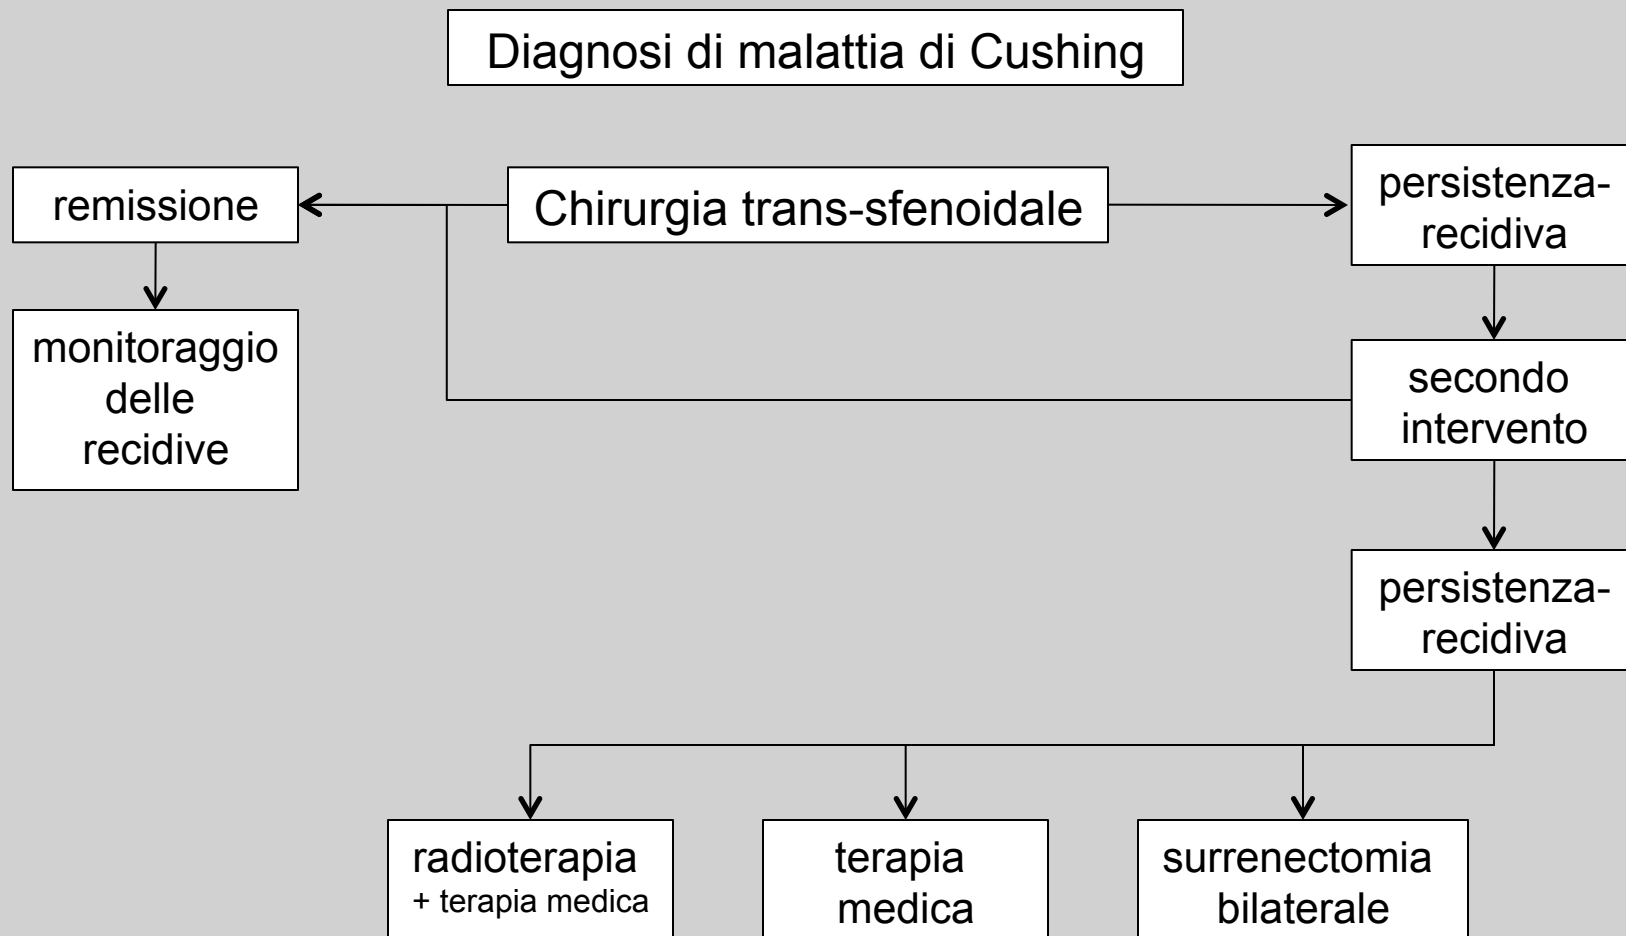 Diagnosi di malattia di Cushing
remissione
Chirurgia trans-sfenoidale
persistenza-
recidiva
monitoraggio
delle
recidive
secondo
intervento
persistenza-
recidiva
radioterapia
+ terapia medica
terapia
medica
surrenectomia
bilaterale